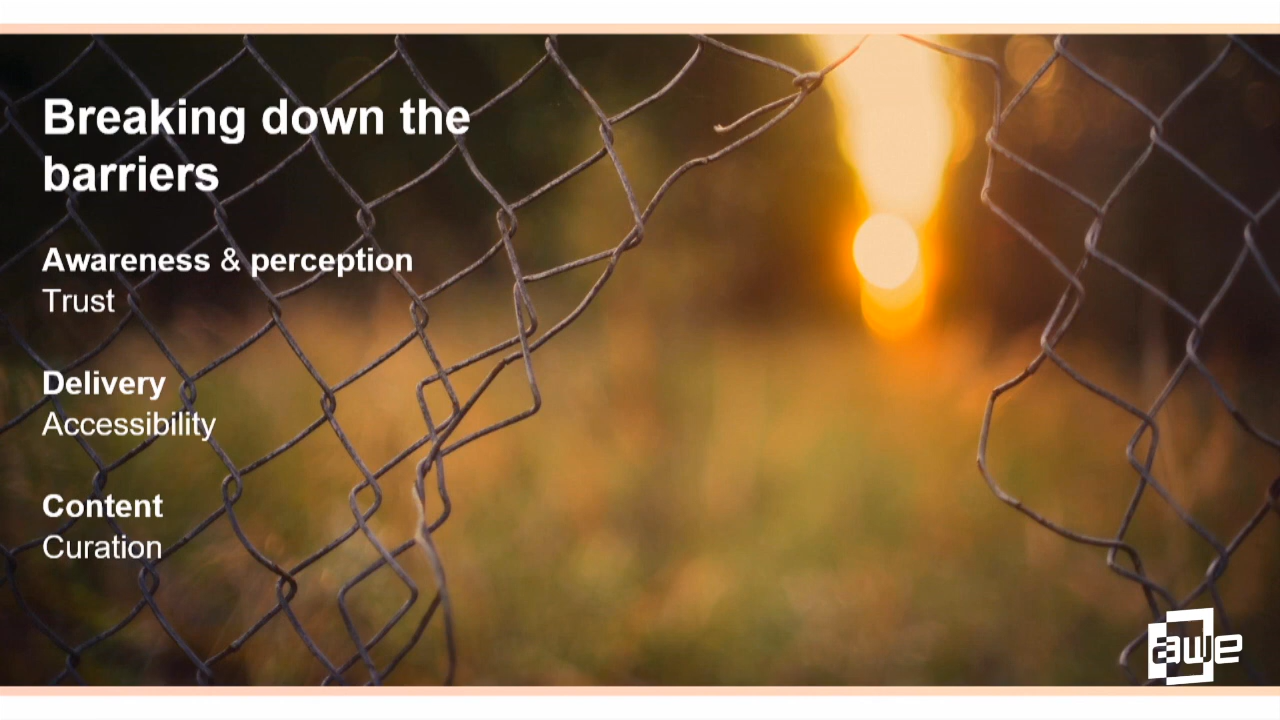 Breaking down the
barriers
Awareness & perception
Trust
Delivery
Accessibility
Content
Curation
awe